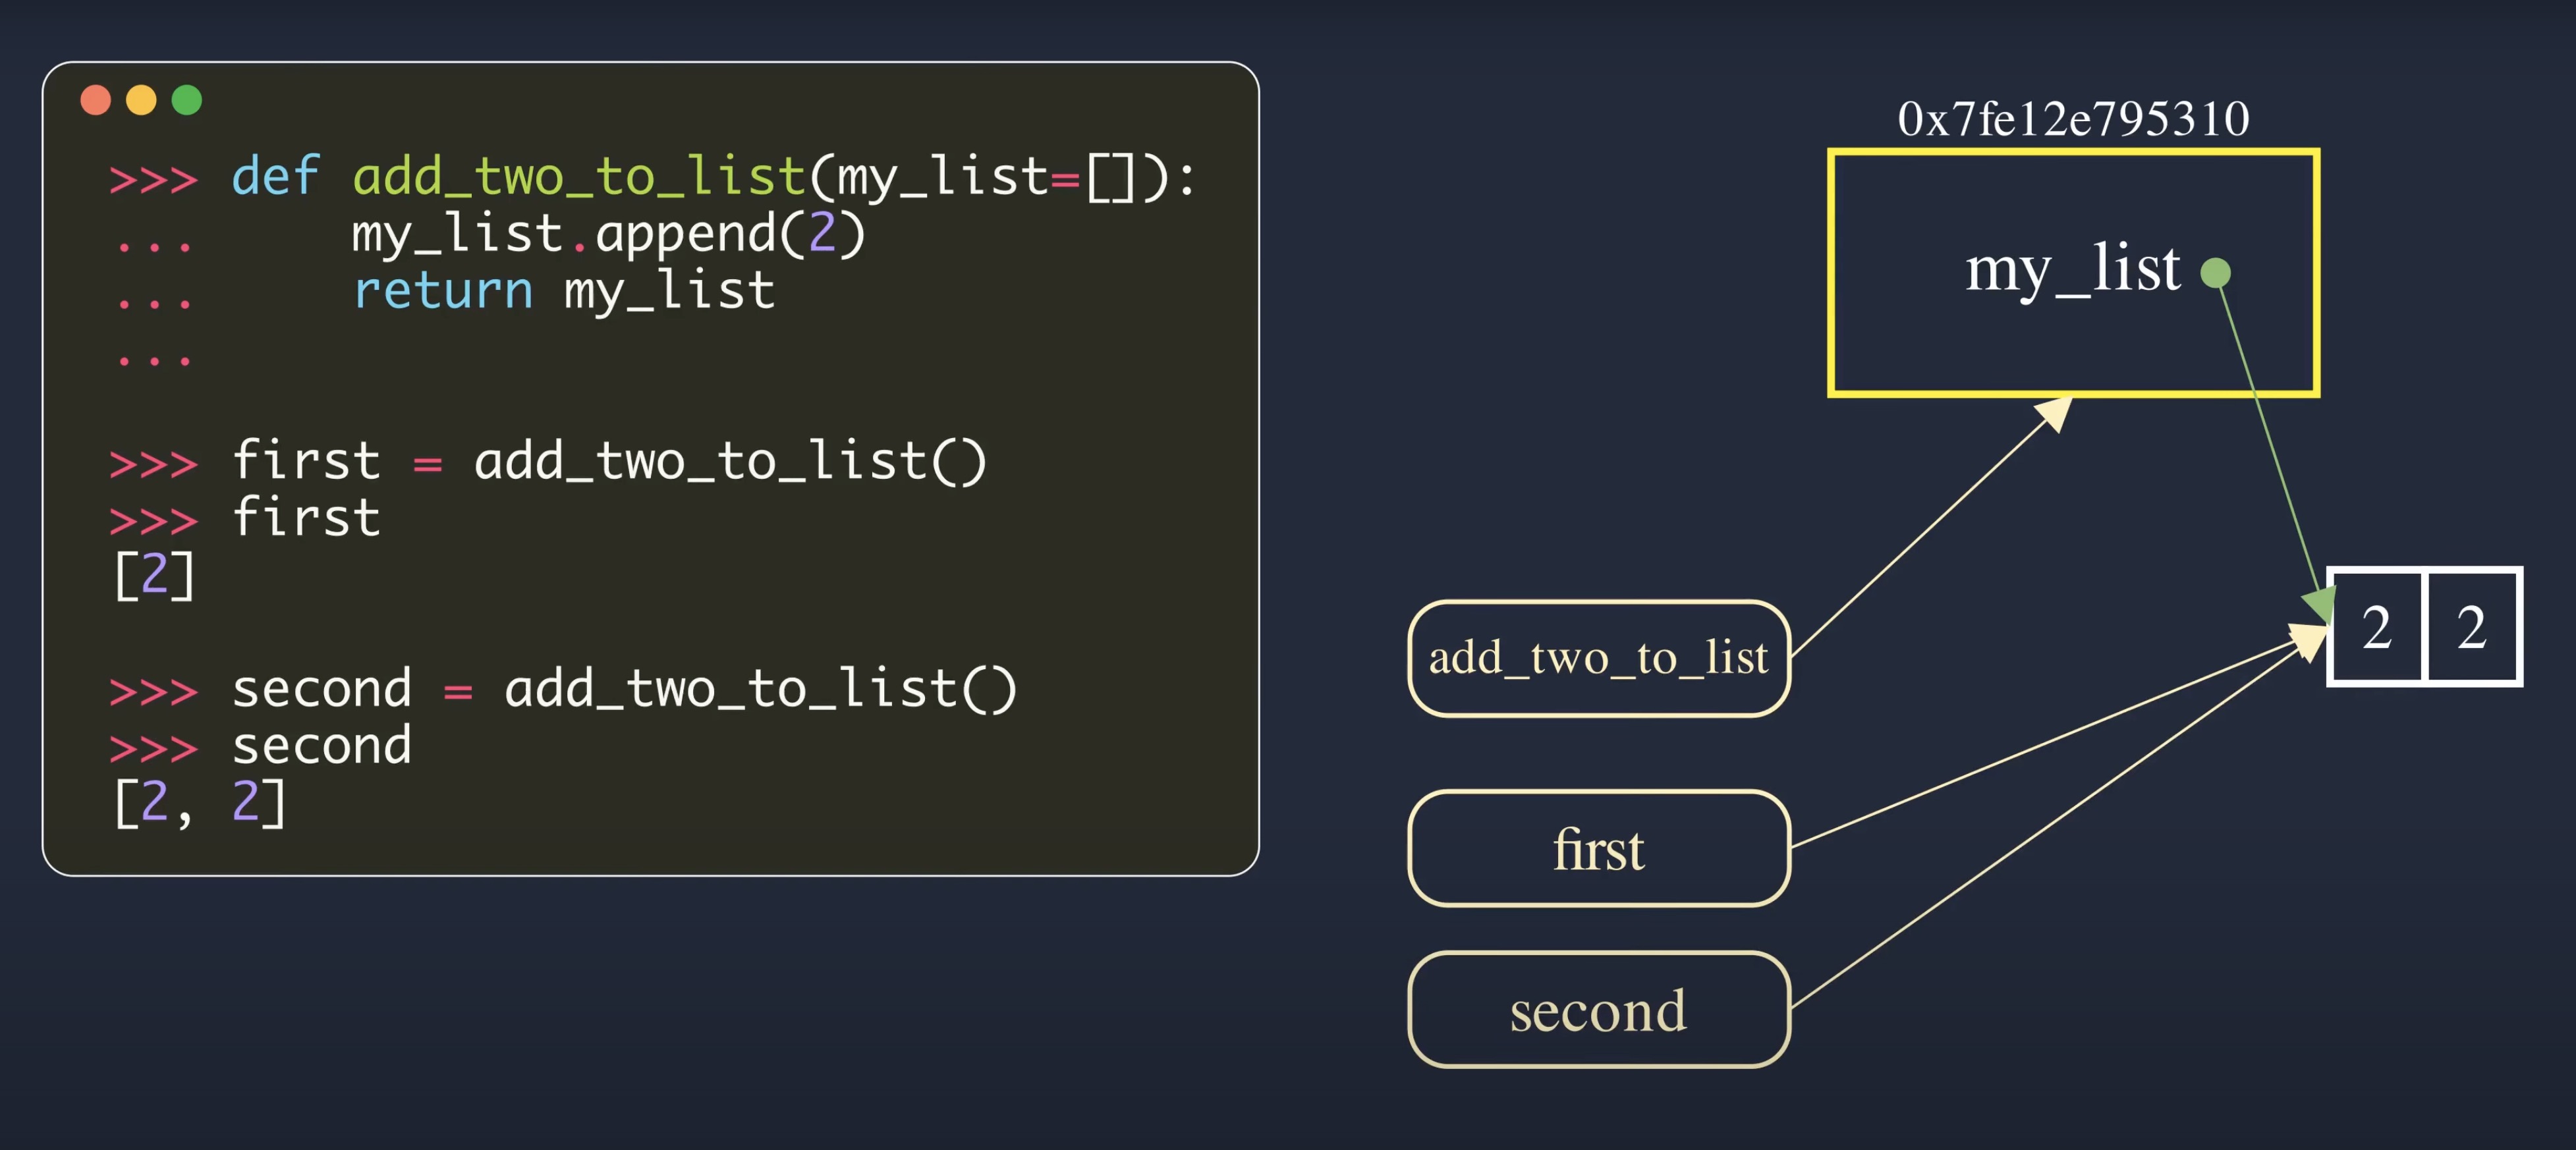 >>> def add_two_to_list(my_list=[]):
...     my_list.append(2)
...     return my_list
...
>>> first = add_two_to_list()
>>> first
[2]
>>> second = add_two_to_list()
>>> second
[2, 2]
0x7fe12e795310
my_list
add_two_to_list
2 2
first
second